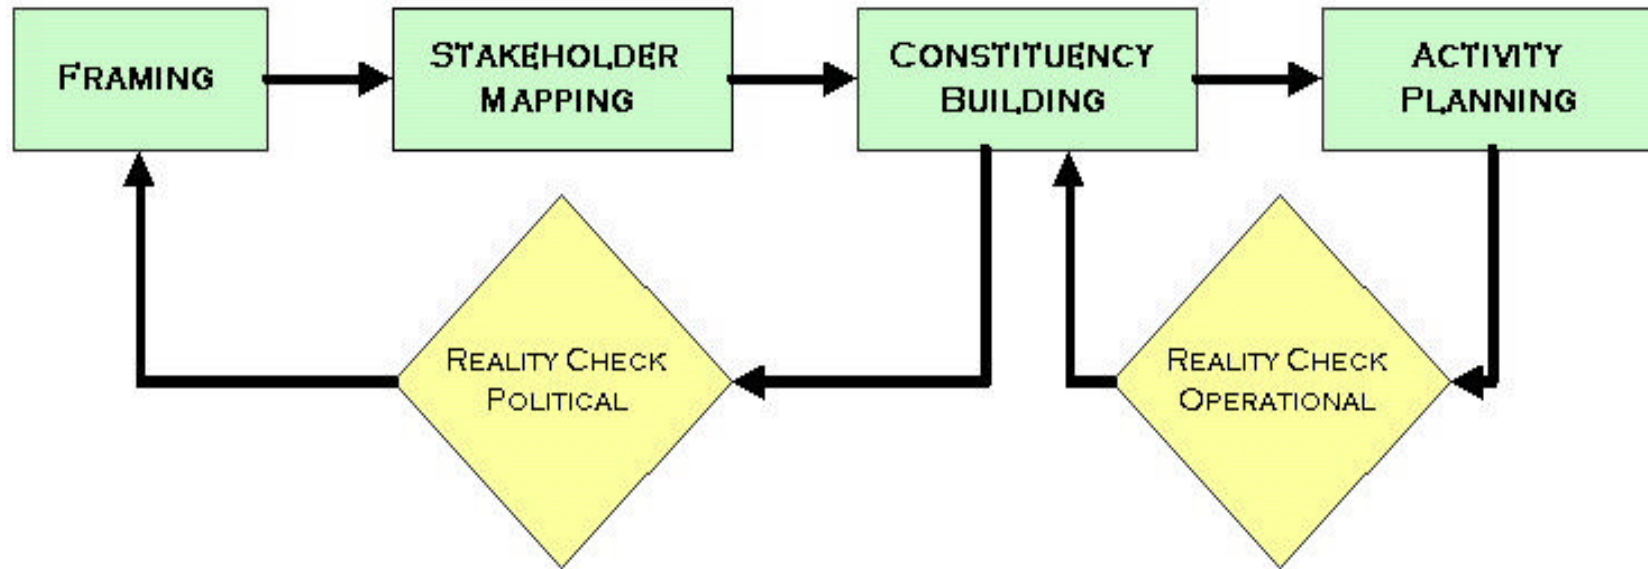 FRAMING
STAKEHOLDER
MAPPING
CONSTITUENCY
BUILDING
ACTIVITY
PLANNING
REALITY CHECK
POLITICAL
REALITY CHECK
OPERATIONAL